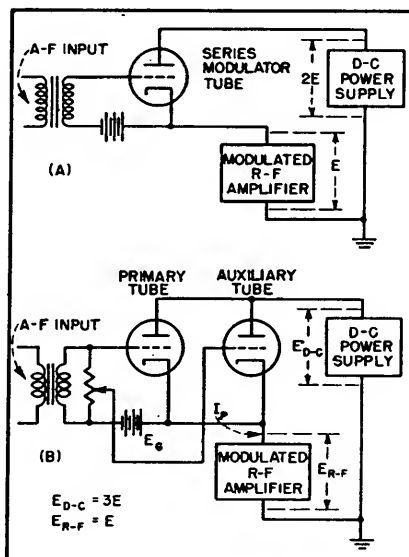 A-F INPUT
SERIES
MODULATOR
TUBE
2E
D-C
POWER
SUPPLY
(A)
MODULATED
R-F
AMPLIFIER
E
PRIMARY
TUBE
AUXILIARY
TUBE
A-F INPUT
E D-C
D-C
POWER
SUPPLY
(B)
E G
I P
MODULATED
R-F
AMPLIFIER
E R-F
E D-C = 3E
E R-F = E